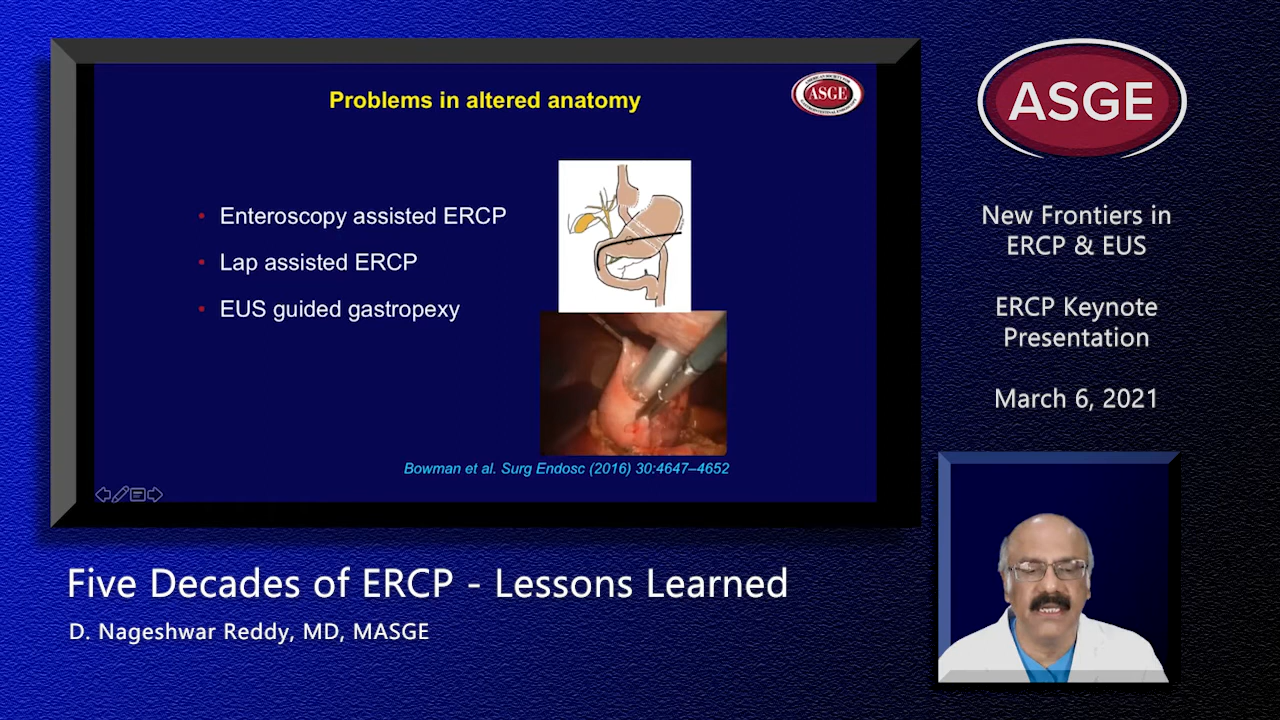 Problems in altered anatomy
ASGE
Enteroscopy assisted ERCP
Lap assisted ERCP
EUS guided gastropexy
Bowman et al. Surg Endosc (2016) 30:4647–4652
ASGE
New Frontiers in
ERCP & EUS
ERCP Keynote
Presentation
March 6, 2021
Five Decades of ERCP - Lessons Learned
D. Nageshwar Reddy, MD, MASGE